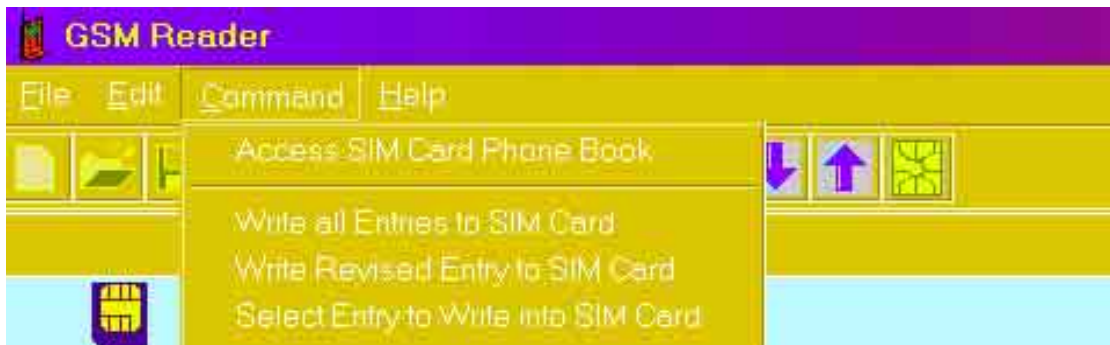 GSM Reader
File Edit Command Help
Access SIM Card Phone Book
Write all Entries to SIM Card
Write Revised Entry to SIM Card
Select Entry to Write into SIM Card